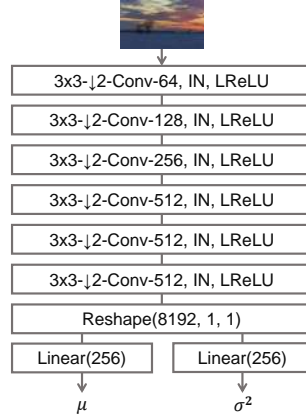 3x3-↓2-Conv-64, IN, LReLU
3x3-↓2-Conv-128, IN, LReLU
3x3-↓2-Conv-256, IN, LReLU
3x3-↓2-Conv-512, IN, LReLU
3x3-↓2-Conv-512, IN, LReLU
3x3-↓2-Conv-512, IN, LReLU
Reshape(8192, 1, 1)
Linear(256) Linear(256)
μ σ²